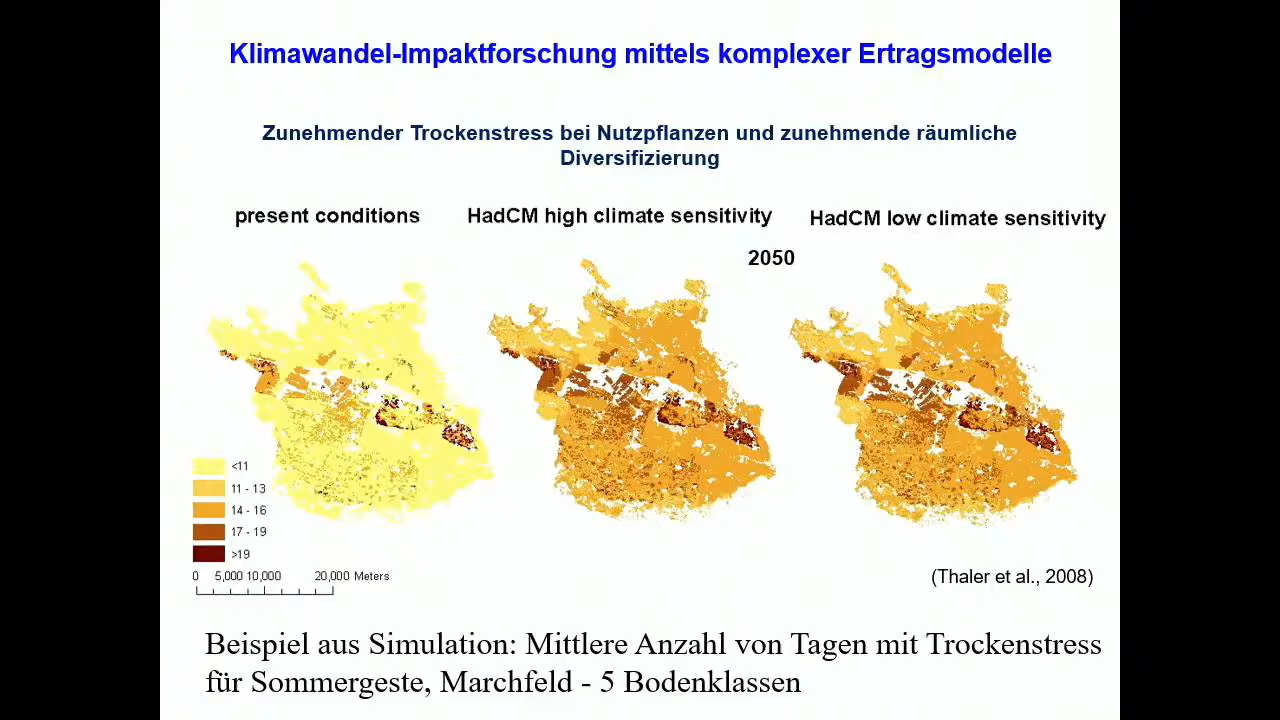 Klimawandel-Impaktforschung mittels komplexer Ertragsmodelle
Zunehmender Trockenstress bei Nutzpflanzen und zunehmende räumliche
Diversifizierung
present conditions
HadCM high climate sensitivity
HadCM low climate sensitivity
2050
<11
11 - 13
14 - 16
17 - 19
>19
0 5,000 10,000 20,000 Meters
(Thaler et al., 2008)
Beispiel aus Simulation: Mittlere Anzahl von Tagen mit Trockenstress
für Sommergeste, Marchfeld - 5 Bodenklassen